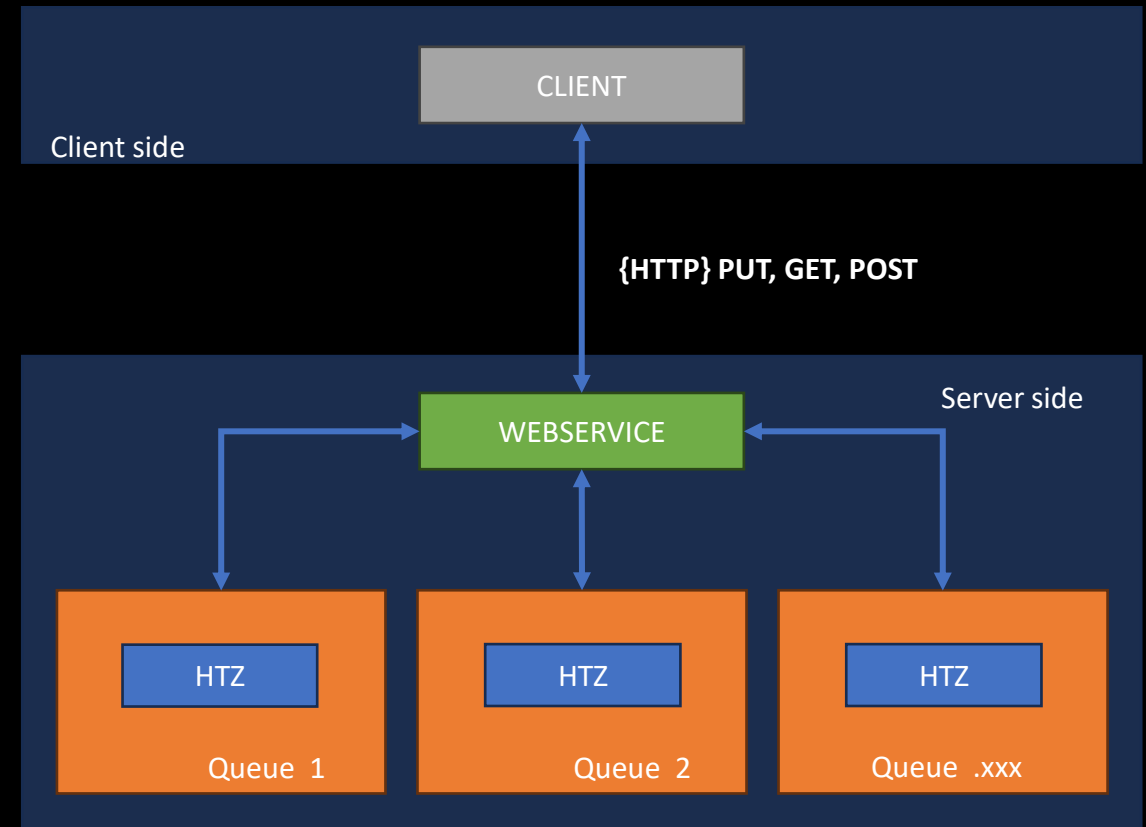 CLIENT
Client side
{HTTP} PUT, GET, POST
Server side
WEBSERVICE
HTZ
HTZ
HTZ
Queue 1
Queue 2
Queue .xxx